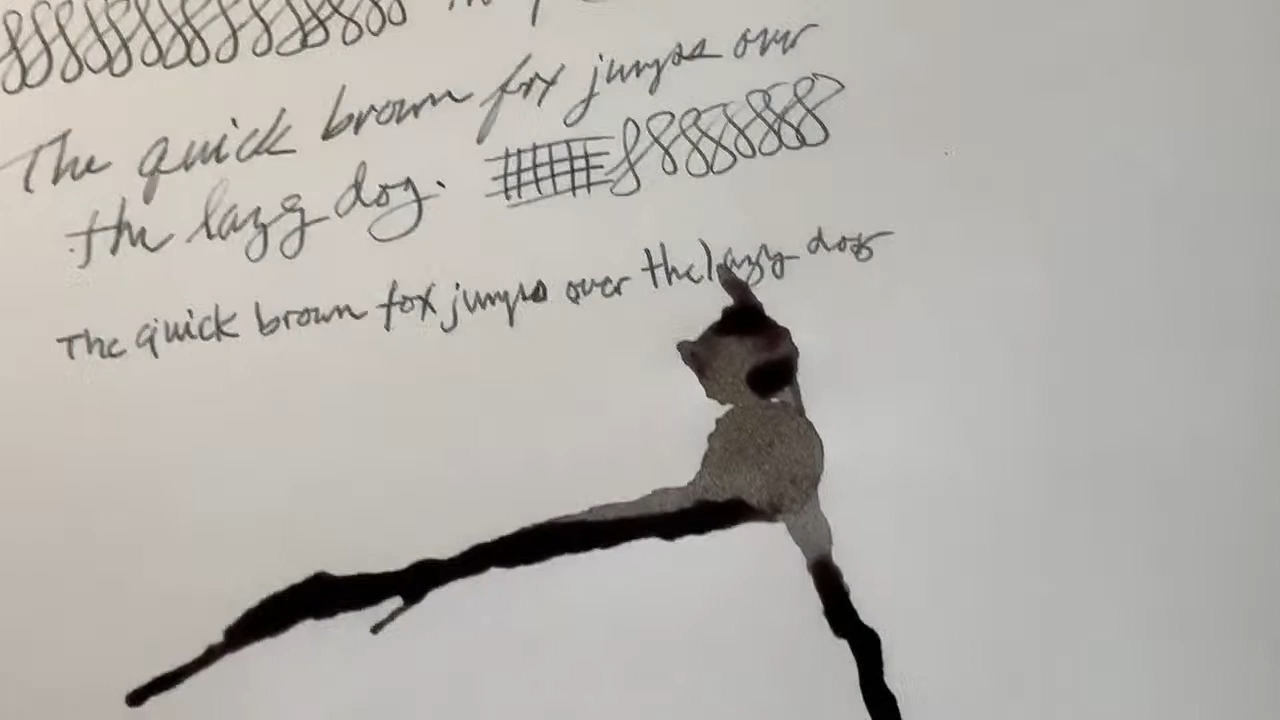 The quick brown fox jumps over
the lazy dog.
The quick brown fox jumps over the lazy dog